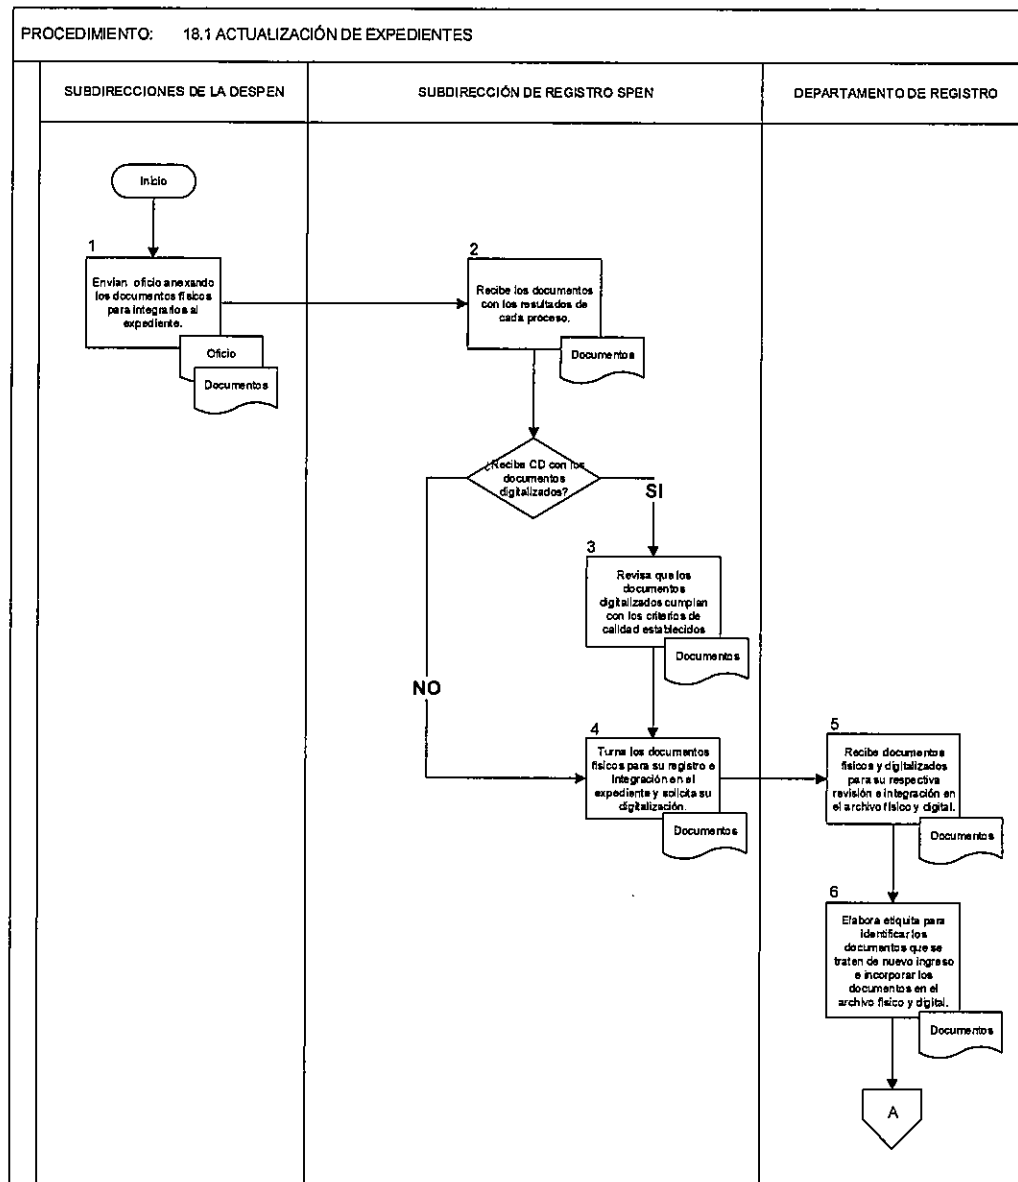 PROCEDIMIENTO: 18.1 ACTUALIZACIÓN DE EXPEDIENTES
SUBDIRECCIONES DE LA DESPEN
SUBDIRECCIÓN DE REGISTRO SPEN
DEPARTAMENTO DE REGISTRO
Inicio
1
Envían oficio anexando
los documentos físicos
para integrarlos al
expediente.
Oficio
Documentos
2
Recibe los documentos
con los resultados de
cada proceso.
Documentos
¿Recibe CD con los
documentos
digitalizados?
SI
NO
3
Revisa que los
documentos
digitalizados cumplan
con los criterios de
calidad establecidos
Documentos
4
Turna los documentos
físicos para su registro e
integración en el
expediente y solicita su
digitalización.
Documentos
5
Recibe documentos
físicos y digitalizados
para su respectiva
revisión e integración en
el archivo físico y digital.
Documentos
6
Elabora etiquita para
identificar los
documentos que se
traten de nuevo ingreso
e incorporar los
documentos en el
archivo físico y digital.
Documentos
A